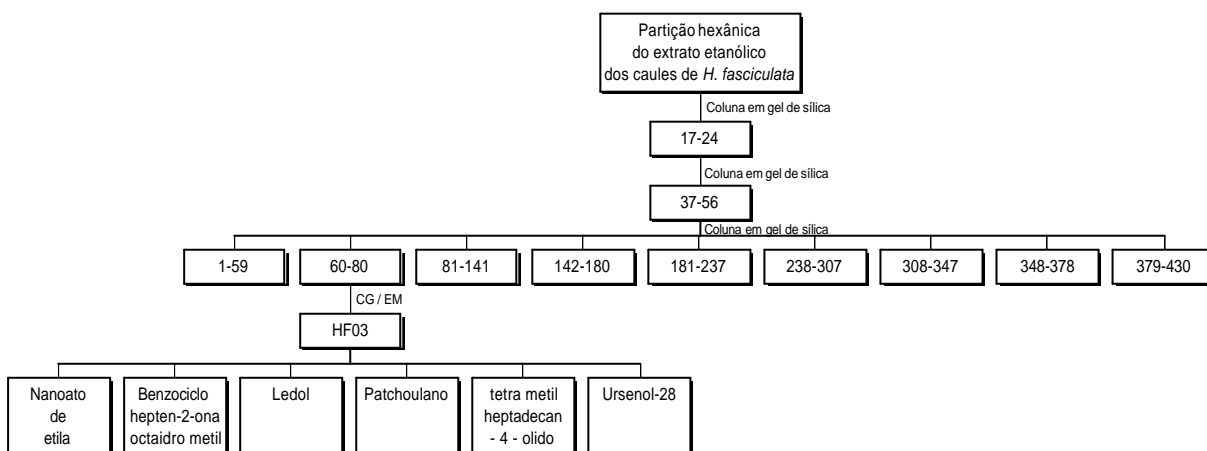 Partição hexânica
do extrato etanólico
dos caules de H. fasciculata
Coluna em gel de sílica
17-24
Coluna em gel de sílica
37-56
Coluna em gel de sílica
1-59
60-80
81-141
142-180
181-237
238-307
308-347
348-378
379-430
CG / EM
HF03
Nanoato
de
etila
Benzociclo
hepten-2-ona
octaidro metil
Ledol
Patchoulano
tetra metil
heptadecan
- 4 - olido
Ursenol-28